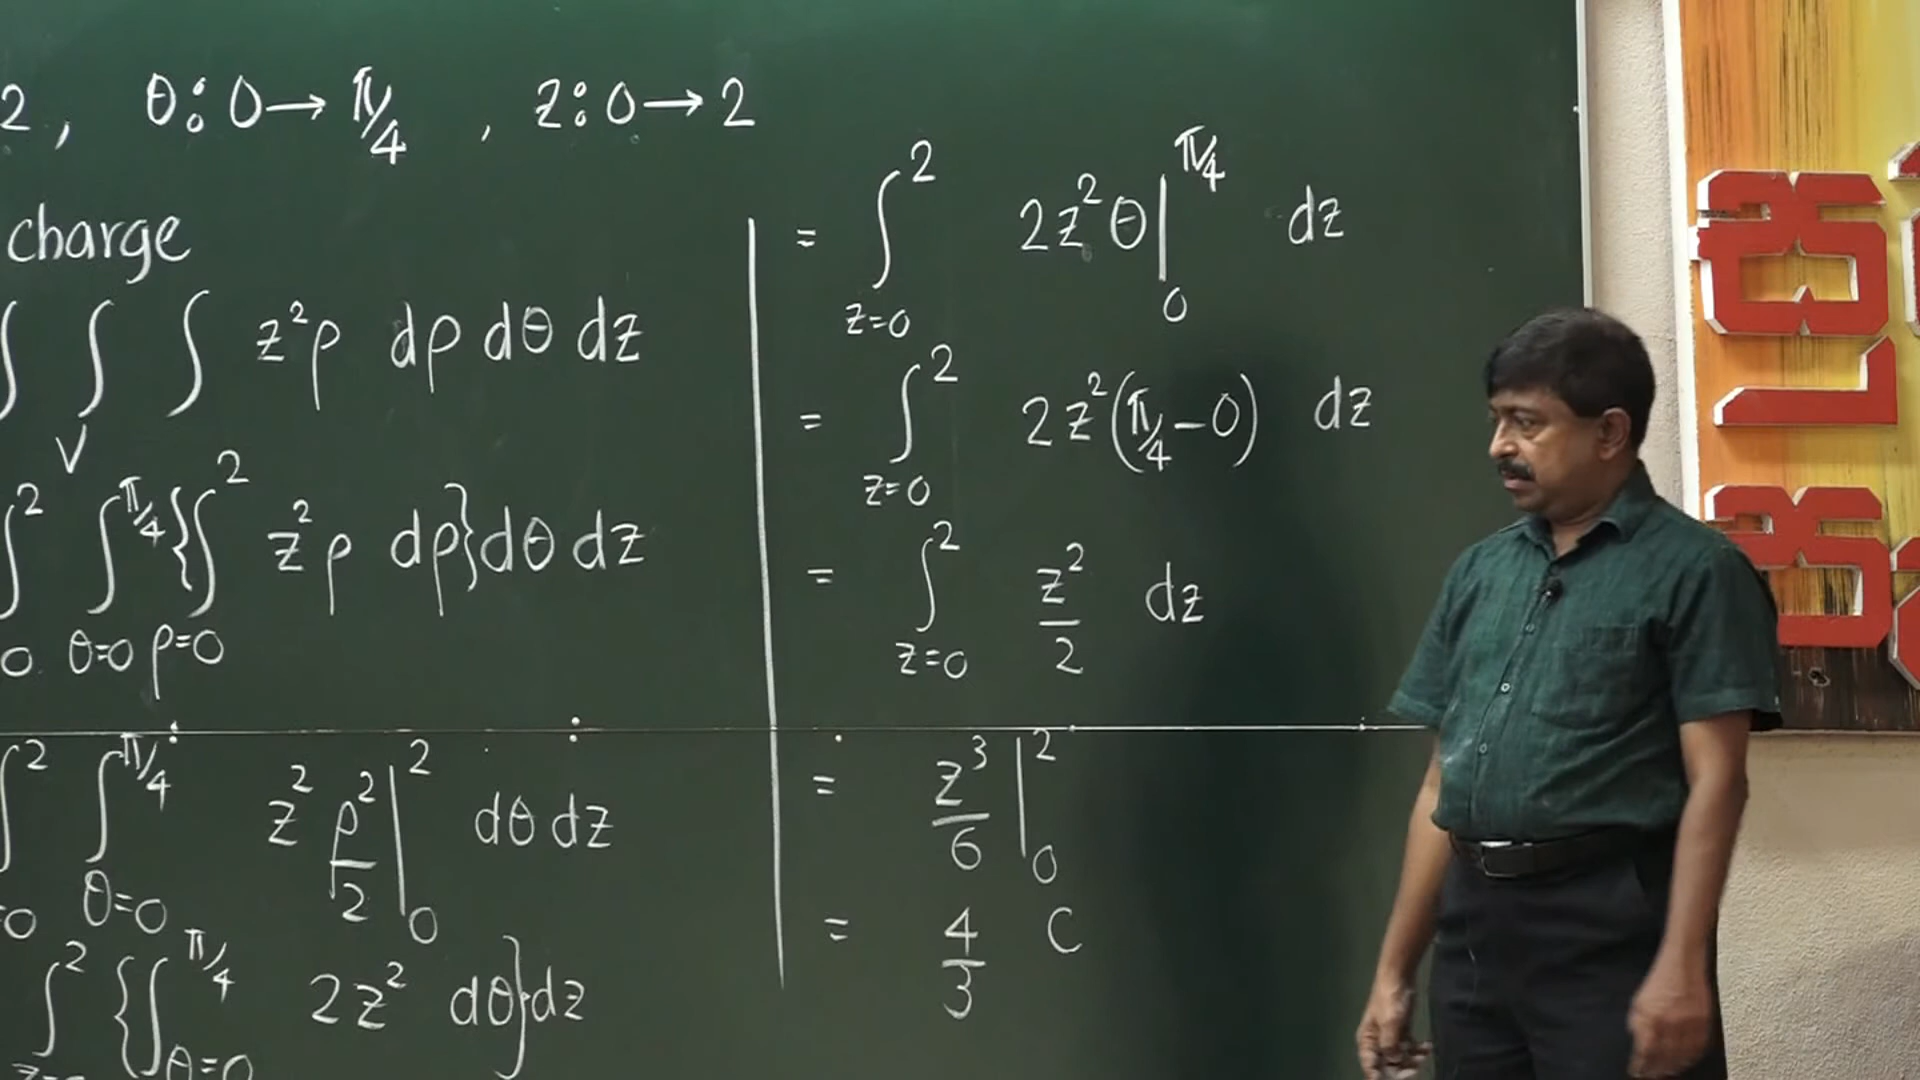 2, θ: 0→ π/4 , z: 0→2
charge
∫ ∫ ∫ z²ρ dρ dθ dz
V
∫² ∫^π/4 {∫² z²ρ dρ} dθ dz
0 θ=0 ρ=0
∫² ∫^π/4 z² ρ²/2 |₀² dθ dz
=0 θ=0
∫² {∫^π/4 2z² dθ} dz
θ=0
= ∫² 2z²θ |₀^π/4 dz
z=0
= ∫² 2z²(π/4 − 0) dz
z=0
= ∫² z²/2 dz
z=0
= z³/6 |₀²
= 4/3 C